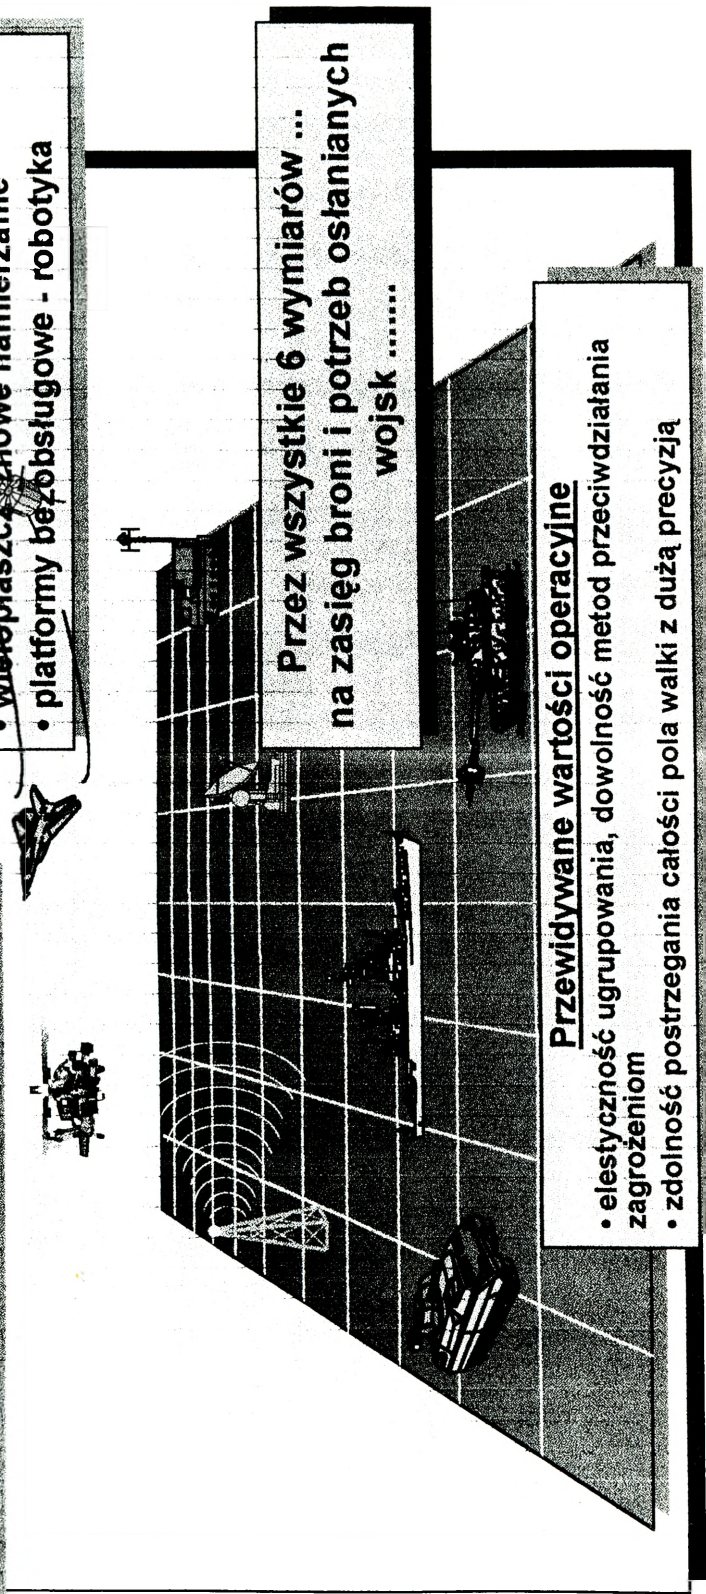 • platformy bezobsługowe - robotyka
Przez wszystkie 6 wymiarów ...
na zasięg broni i potrzeb osłanianych
wojsk .......
Przewidywane wartości operacyjne
• elestyczność ugrupowania, dowolność metod przeciwdziałania
zagrożeniom
• zdolność postrzegania całości pola walki z dużą precyzją